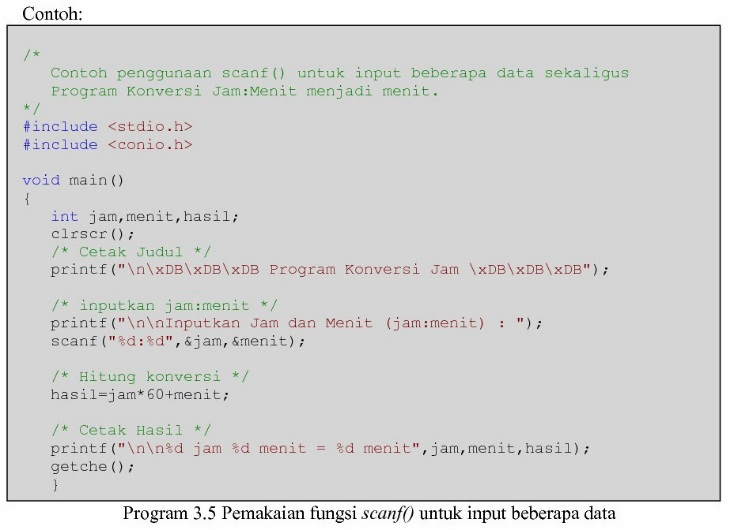 Contoh:
/*
Contoh penggunaan scanf() untuk input beberapa data sekaligus
Program Konversi Jam:Menit menjadi menit.
*/
#include <stdio.h>
#include <conio.h>
void main()
{
int jam,menit,hasil;
clrscr();
/* Cetak Judul */
printf("\n\xDB\xDB\xDB Program Konversi Jam \xDB\xDB\xDB");
/* inputkan jam:menit */
printf("\n\nInputkan Jam dan Menit (jam:menit) : ");
scanf("%d:%d",&jam,&menit);
/* Hitung konversi */
hasil=jam*60+menit;
/* Cetak Hasil */
printf("\n\n%d jam %d menit = %d menit",jam,menit,hasil);
getche();
}
Program 3.5 Pemakaian fungsi scanf() untuk input beberapa data